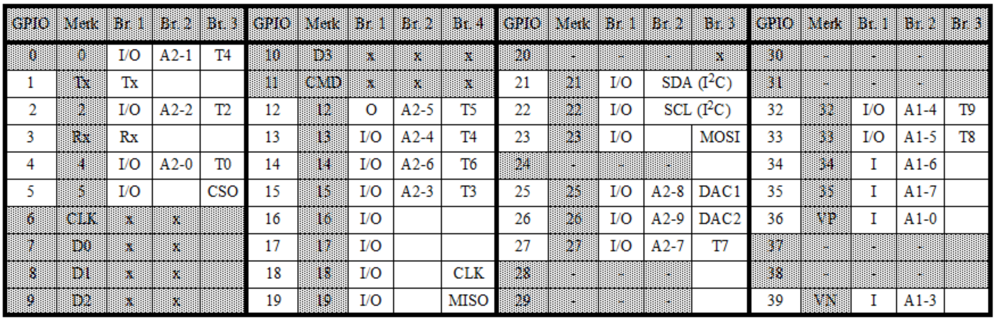 GPIO Merk Br. 1 Br. 2 Br. 3 GPIO Merk Br. 1 Br. 2 Br. 4 GPIO Merk Br. 1 Br. 2 Br. 3 GPIO Merk Br. 1 Br. 2 Br. 3
0 0 I/O A2-1 T4 10 D3 x x x 20 - - - x 30 - - -
1 Tx Tx 11 CMD x x x 21 21 I/O SDA (I²C) 31 - - -
2 2 I/O A2-2 T2 12 12 O A2-5 T5 22 22 I/O SCL (I²C) 32 32 I/O A1-4 T9
3 Rx Rx 13 13 I/O A2-4 T4 23 23 I/O MOSI 33 33 I/O A1-5 T8
4 4 I/O A2-0 T0 14 14 I/O A2-6 T6 24 - - - 34 34 I A1-6
5 5 I/O CSO 15 15 I/O A2-3 T3 25 25 I/O A2-8 DAC1 35 35 I A1-7
6 CLK x x 16 16 I/O 26 26 I/O A2-9 DAC2 36 VP I A1-0
7 D0 x x 17 17 I/O 27 27 I/O A2-7 T7 37 - - -
8 D1 x x 18 18 I/O CLK 28 - - - 38 - - -
9 D2 x x 19 19 I/O MISO 29 - - - 39 VN I A1-3